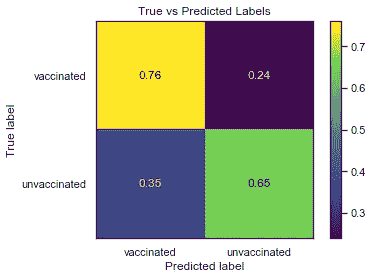 True vs Predicted Labels
True label
vaccinated
unvaccinated
0.76
0.24
0.35
0.65
vaccinated
unvaccinated
Predicted label
0.7
0.6
0.5
0.4
0.3